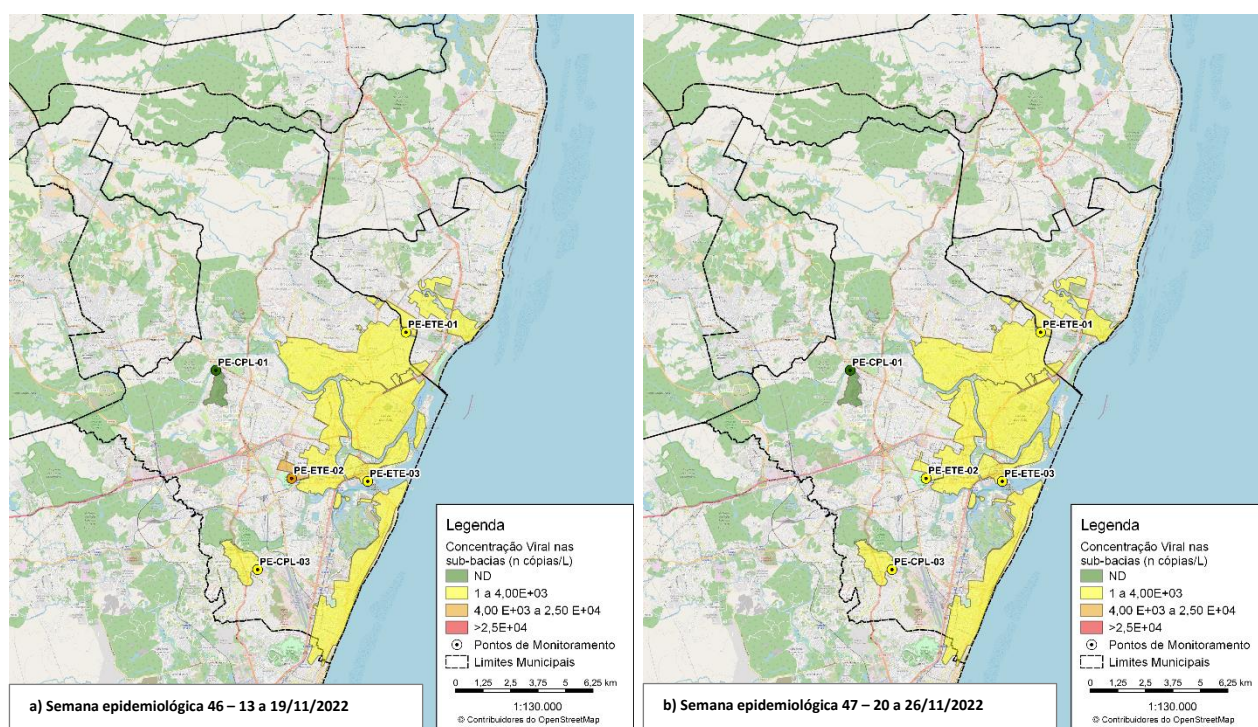 PE-ETE-01
PE-CPL-01
PE-ETE-02
PE-ETE-03
PE-CPL-03
Legenda
Concentração Viral nas
sub-bacias (n cópias/L)
ND
1 a 4,00E+03
4,00 E+03 a 2,50 E+04
>2,5E+04
Pontos de Monitoramento
Limites Municipais
0 1,25 2,5 3,75 5 6,25 km
1:130.000
© Contribuidores do OpenStreetMap
a) Semana epidemiológica 46 – 13 a 19/11/2022
PE-ETE-01
PE-CPL-01
PE-ETE-02
PE-ETE-03
PE-CPL-03
Legenda
Concentração Viral nas
sub-bacias (n cópias/L)
ND
1 a 4,00E+03
4,00 E+03 a 2,50 E+04
>2,5E+04
Pontos de Monitoramento
Limites Municipais
0 1,25 2,5 3,75 5 6,25 km
1:130.000
© Contribuidores do OpenStreetMap
b) Semana epidemiológica 47 – 20 a 26/11/2022